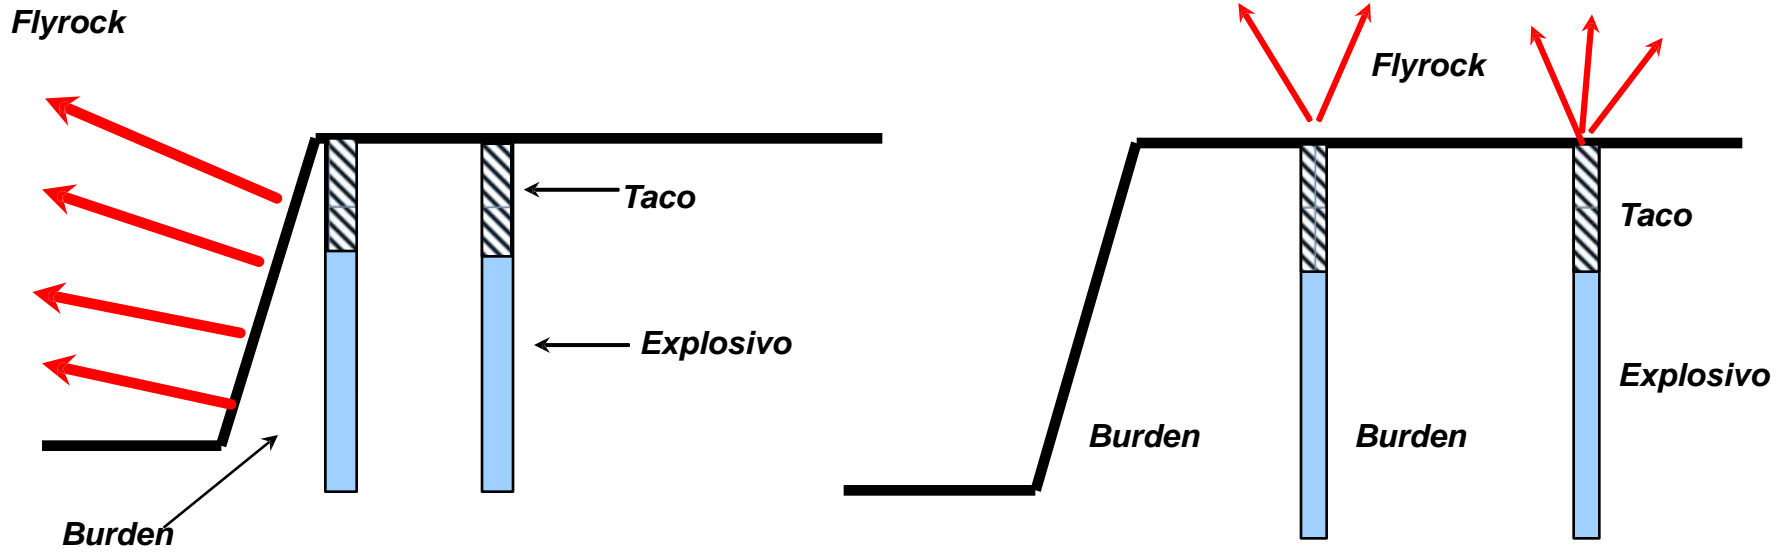 Flyrock
Taco
Explosivo
Burden
Flyrock
Taco
Explosivo
Burden
Burden